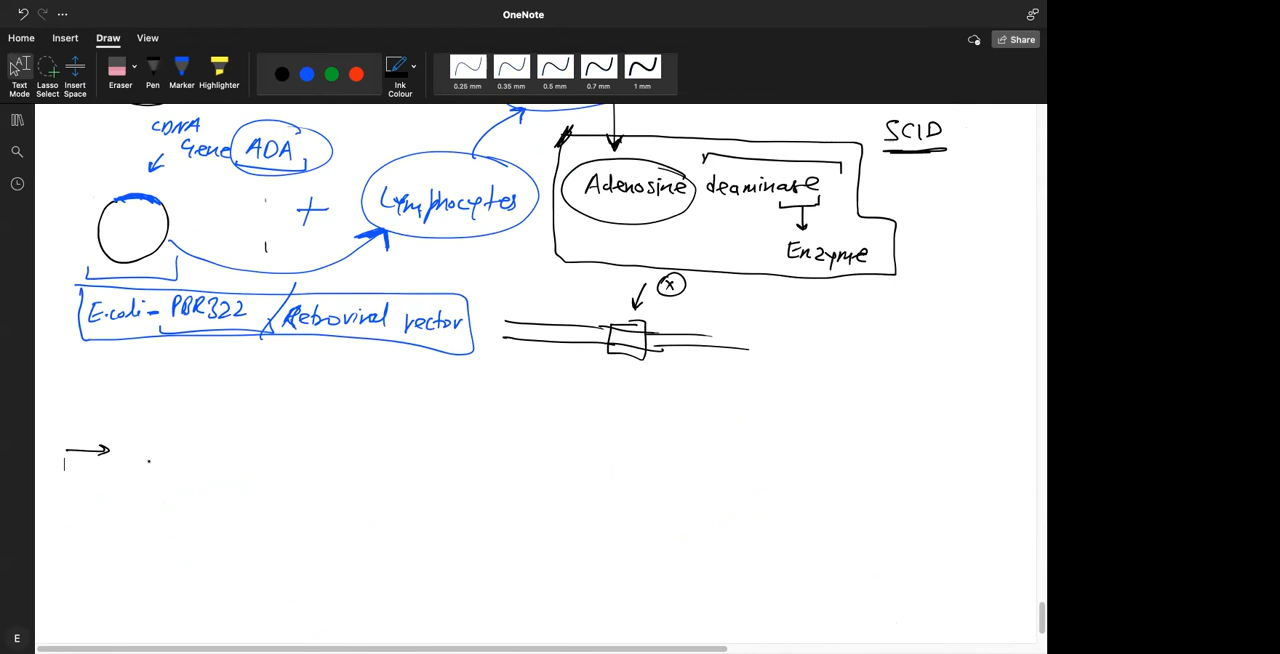 OneNote
Home Insert Draw View
Share
Text Mode
Lasso Select
Insert Space
Eraser
Pen
Marker
Highlighter
Ink Colour
0.25 mm
0.35 mm
0.5 mm
0.7 mm
1 mm
CDNA
Gene ADA
+
Lymphocytes
E.coli - PBR322 / Retroviral vector
SCID
Adenosine deaminase
Enzyme
x
E